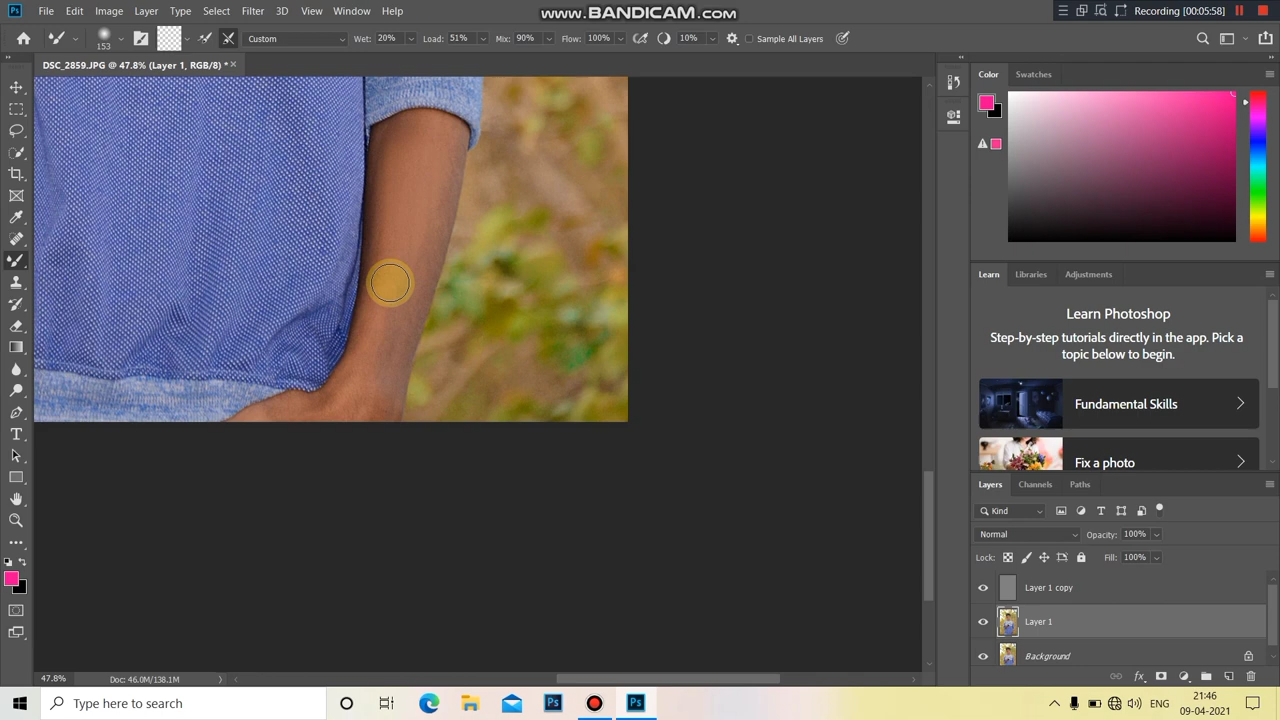 www.BANDICAM.com
Recording [00:05:58]
Ps File Edit Image Layer Type Select Filter 3D View Window Help
153 Custom Wet: 20% Load: 51% Mix: 90% Flow: 100% 10% Sample All Layers
DSC_2859.JPG @ 47.8% (Layer 1, RGB/8) * ×
Color Swatches
Learn Libraries Adjustments
Learn Photoshop
Step-by-step tutorials directly in the app. Pick a
topic below to begin.
Fundamental Skills
Fix a photo
Layers Channels Paths
Kind
Normal Opacity: 100%
Lock: Fill: 100%
Layer 1 copy
Layer 1
Background
47.8% Doc: 46.0M/138.1M
Type here to search
Ps
Ps
ENG
21:46
09-04-2021